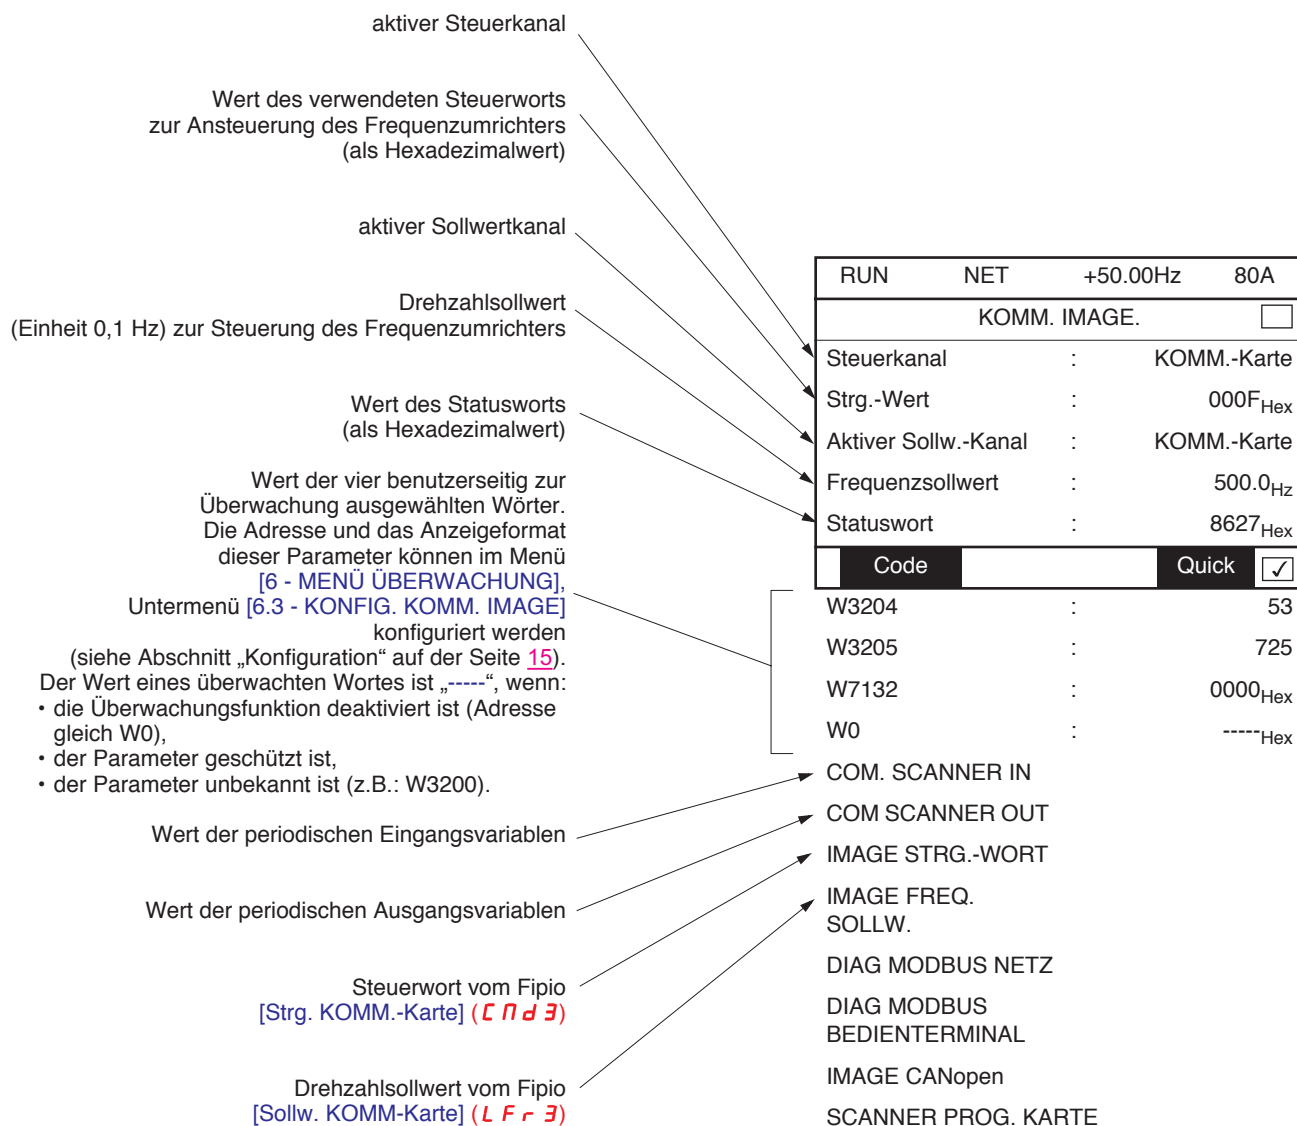 aktiver Steuerkanal
Wert des verwendeten Steuerworts
zur Ansteuerung des Frequenzumrichters
(als Hexadezimalwert)
aktiver Sollwertkanal
Drehzahlsollwert
(Einheit 0,1 Hz) zur Steuerung des Frequenzumrichters
Wert des Statusworts
(als Hexadezimalwert)
Wert der vier benutzerseitig zur
Überwachung ausgewählten Wörter.
Die Adresse und das Anzeigeformat
dieser Parameter können im Menü
[6 - MENÜ ÜBERWACHUNG],
Untermenü [6.3 - KONFIG. KOMM. IMAGE]
konfiguriert werden
(siehe Abschnitt „Konfiguration“ auf der Seite 15).
Der Wert eines überwachten Wortes ist „-----“, wenn:
• die Überwachungsfunktion deaktiviert ist (Adresse
gleich W0),
• der Parameter geschützt ist,
• der Parameter unbekannt ist (z.B.: W3200).
Wert der periodischen Eingangsvariablen
Wert der periodischen Ausgangsvariablen
Steuerwort vom Fipio
[Strg. KOMM.-Karte] (CMd3)
Drehzahlsollwert vom Fipio
[Sollw. KOMM-Karte] (LFr3)
RUN NET +50.00Hz 80A
KOMM. IMAGE.
Steuerkanal : KOMM.-Karte
Strg.-Wert : 000FHex
Aktiver Sollw.-Kanal : KOMM.-Karte
Frequenzsollwert : 500.0Hz
Statuswort : 8627Hex
Code Quick ✓
W3204 : 53
W3205 : 725
W7132 : 0000Hex
W0 : -----Hex
COM. SCANNER IN
COM SCANNER OUT
IMAGE STRG.-WORT
IMAGE FREQ.
SOLLW.
DIAG MODBUS NETZ
DIAG MODBUS
BEDIENTERMINAL
IMAGE CANopen
SCANNER PROG. KARTE